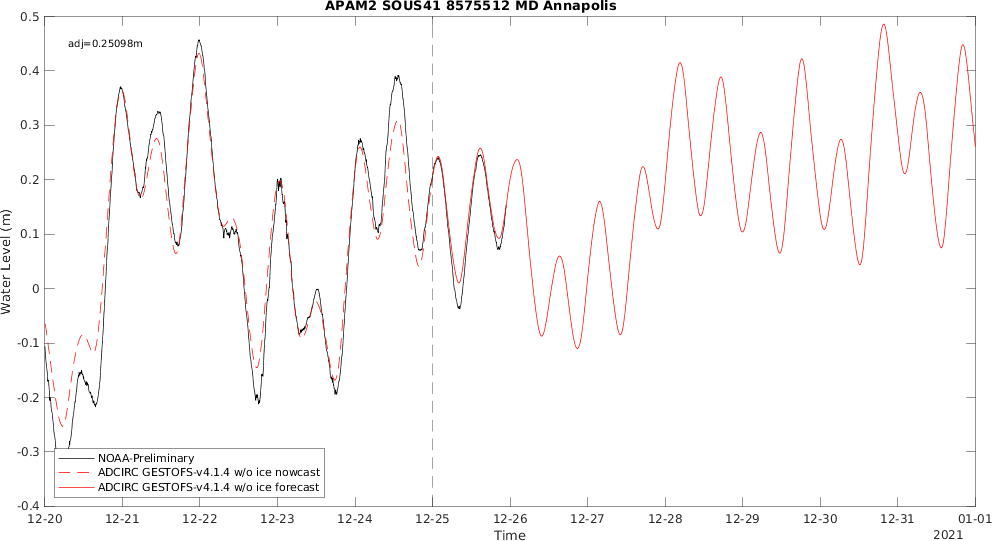 APAM2 SOUS41 8575512 MD Annapolis
0.5
adj=0.25098m
0.4
0.3
0.2
0.1
0
-0.1
-0.2
-0.3
-0.4
Water Level (m)
NOAA-Preliminary
ADCIRC GESTOFS-v4.1.4 w/o ice nowcast
ADCIRC GESTOFS-v4.1.4 w/o ice forecast
12-20 12-21 12-22 12-23 12-24 12-25 12-26 12-27 12-28 12-29 12-30 12-31 01-01
Time
2021